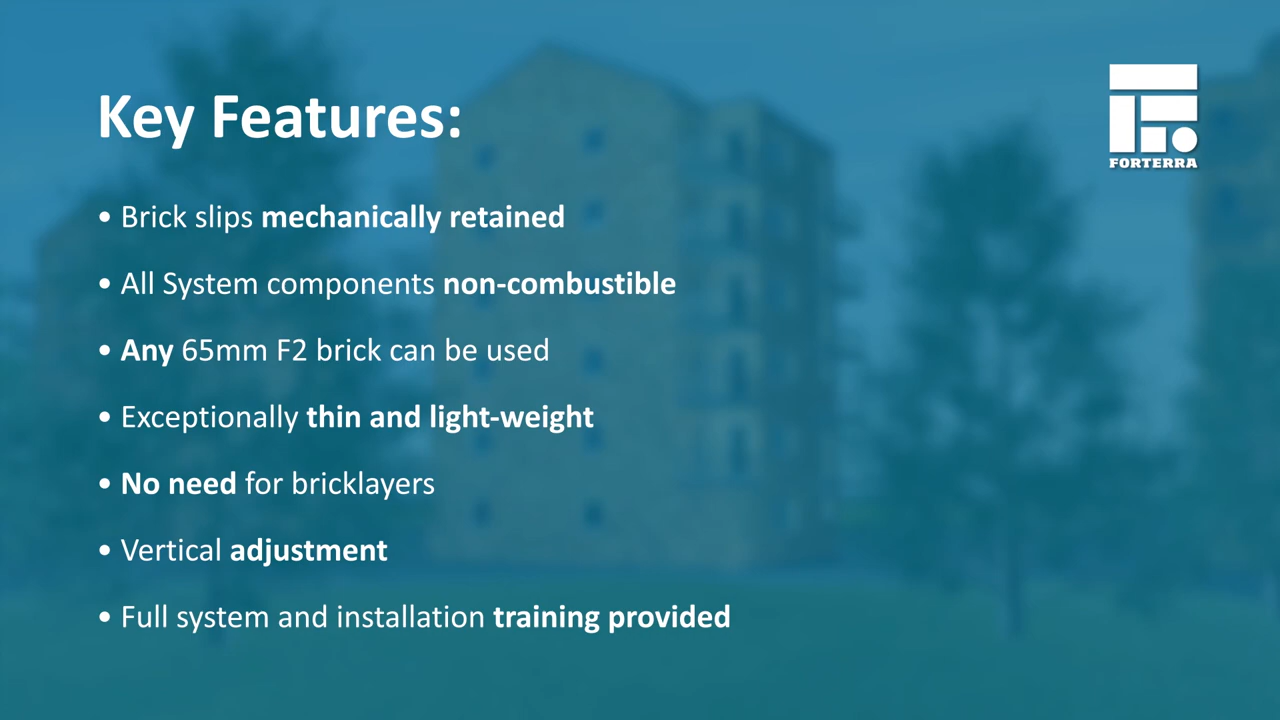 Key Features:
FORTERRA
• Brick slips mechanically retained
• All System components non-combustible
• Any 65mm F2 brick can be used
• Exceptionally thin and light-weight
• No need for bricklayers
• Vertical adjustment
• Full system and installation training provided